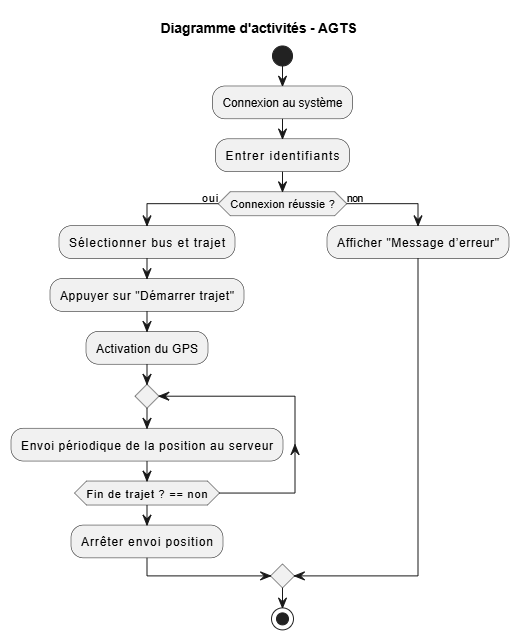 Diagramme d'activités - AGTS
Connexion au système
Entrer identifiants
oui
Connexion réussie ?
non
Sélectionner bus et trajet
Afficher "Message d'erreur"
Appuyer sur "Démarrer trajet"
Activation du GPS
Envoi périodique de la position au serveur
Fin de trajet ? == non
Arrêter envoi position